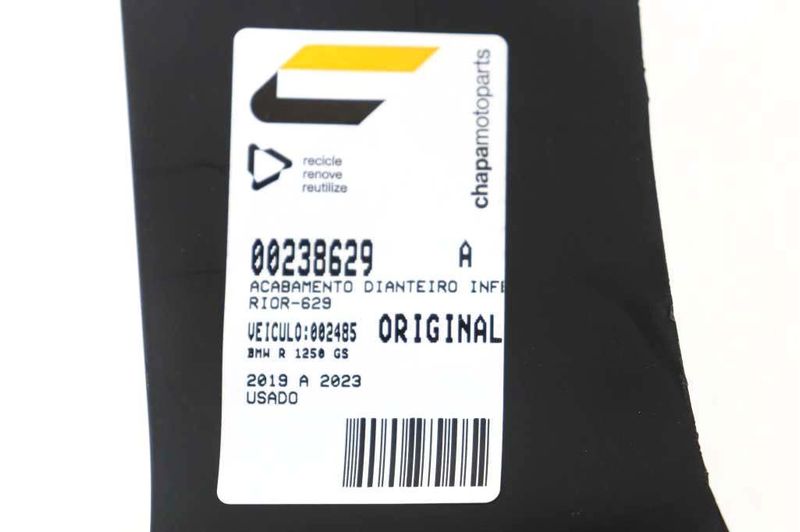 chapamotoparts
recicle
renove
reutilize
00238629 A
ACABAMENTO DIANTEIRO INFE
RIOR-629
VEICULO:002485 ORIGINAL
BMW R 1250 GS
2019 A 2023
USADO